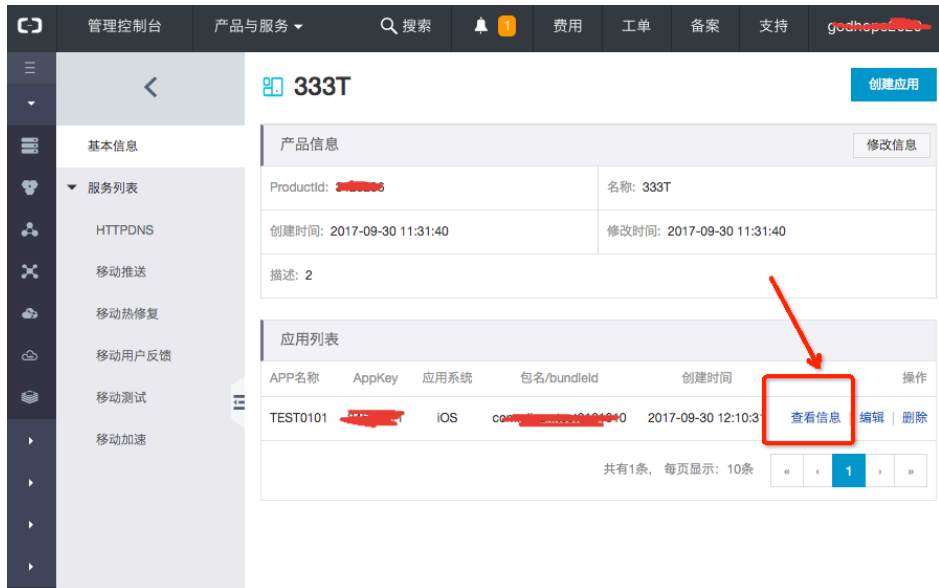 管理控制台 产品与服务 搜索 1 费用 工单 备案 支持
333T 创建应用
基本信息
服务列表
HTTPDNS
移动推送
移动热修复
移动用户反馈
移动测试
移动加速
产品信息 修改信息
ProductId: 名称: 333T
创建时间: 2017-09-30 11:31:40 修改时间: 2017-09-30 11:31:40
描述: 2
应用列表
APP名称 AppKey 应用系统 包名/bundleId 创建时间 操作
TEST0101 iOS 2017-09-30 12:10:3 查看信息 | 编辑 | 删除
共有1条, 每页显示: 10条 « ‹ 1 › »